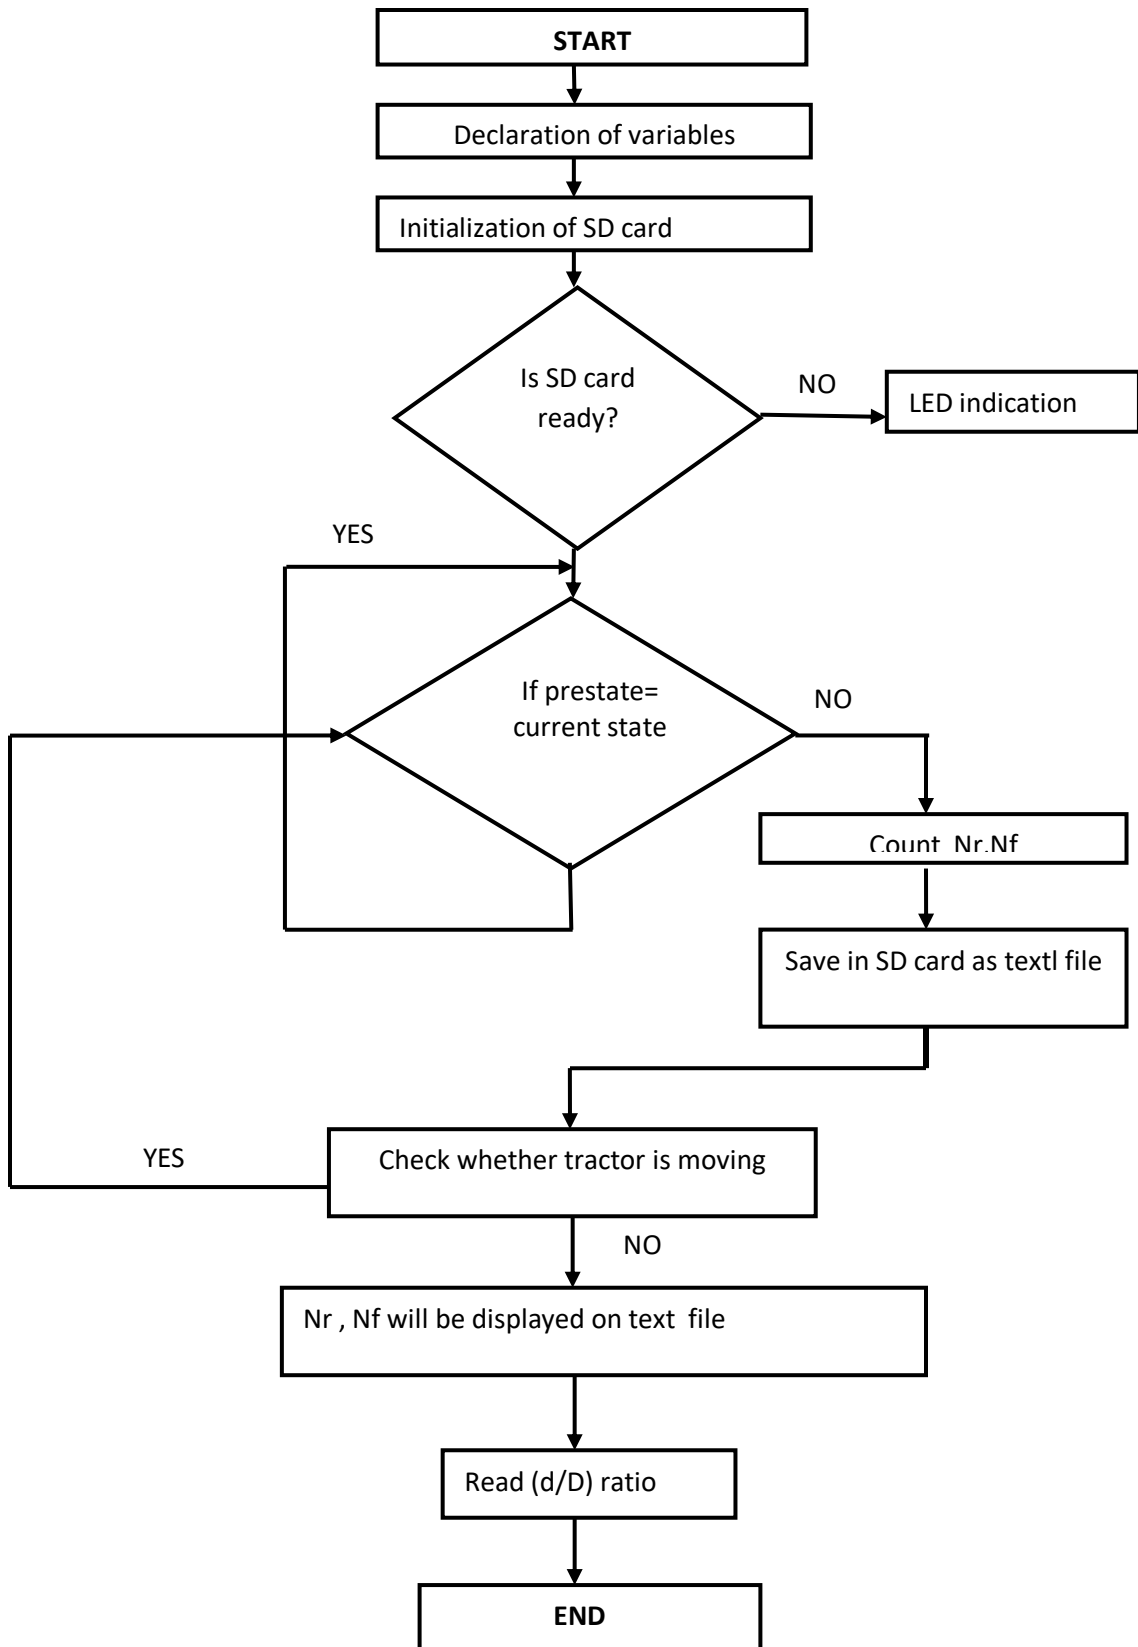 START
Declaration of variables
Initialization of SD card
Is SD card
ready?
NO
LED indication
YES
If prestate=
current state
NO
Count Nr,Nf
Save in SD card as textl file
Check whether tractor is moving
YES
NO
Nr , Nf will be displayed on text file
Read (d/D) ratio
END